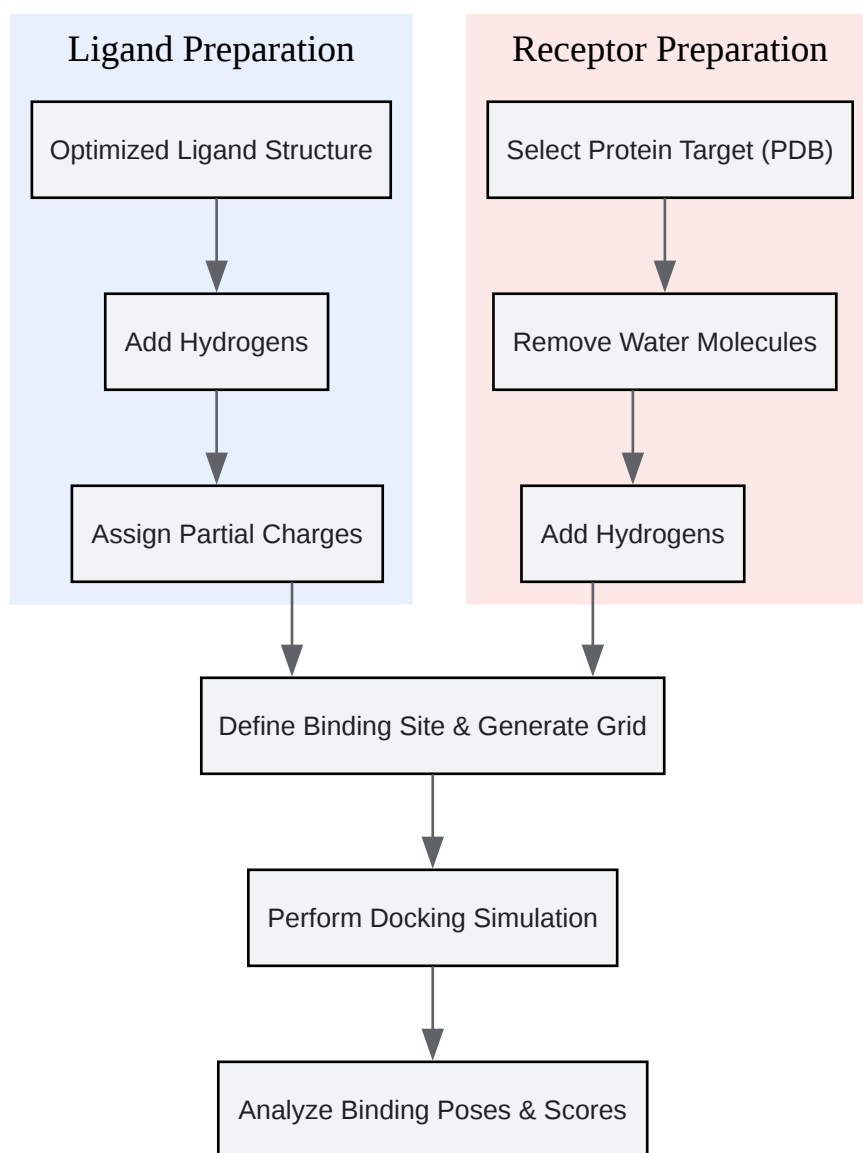 Ligand Preparation
Optimized Ligand Structure
Add Hydrogens
Assign Partial Charges
Receptor Preparation
Select Protein Target (PDB)
Remove Water Molecules
Add Hydrogens
Define Binding Site & Generate Grid
Perform Docking Simulation
Analyze Binding Poses & Scores